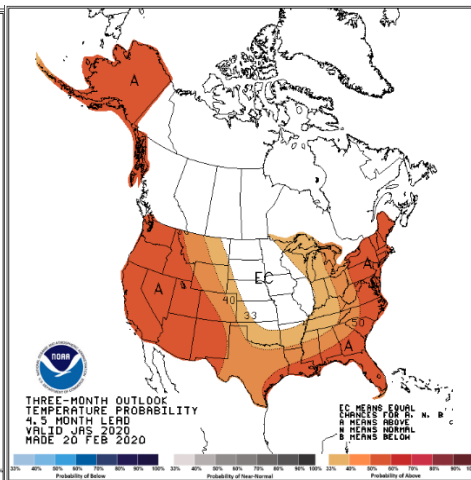 A
A
EC
A
40
33
50
A
NOAA
THREE-MONTH OUTLOOK
TEMPERATURE PROBABILITY
4.5 MONTH LEAD
VALID JAS 2020
MADE 20 FEB 2020
EC MEANS EQUAL
CHANCES FOR A, N, B
A MEANS ABOVE
N MEANS NORMAL
B MEANS BELOW
33% 40% 50% 60% 70% 80% 90% 100%
Probability of Below
33% 40% 50% 60% 70% 80% 90% 100%
Probability of Near-Normal
33% 40% 50% 60% 70% 80% 90%
Probability of Above